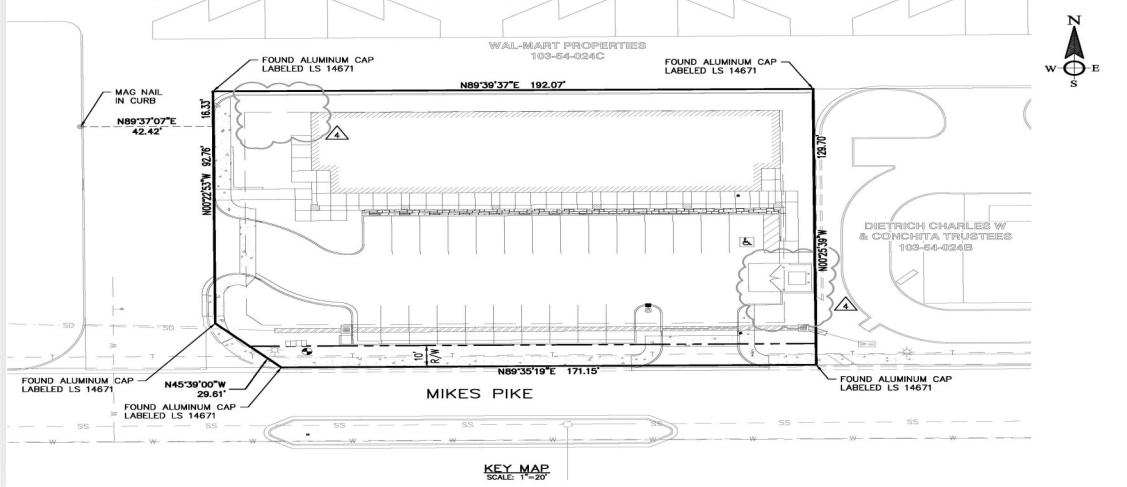 WAL-MART PROPERTIES
103-54-024C
N
W
E
S
FOUND ALUMINUM CAP
LABELED LS 14671
FOUND ALUMINUM CAP
LABELED LS 14671
N89°39'37"E 192.07'
MAG NAIL
IN CURB
N89°37'07"E
42.42'
16.33'
4
N00°22'53"W 92.76'
129.70'
N00°25'39"W
DIETRICH CHARLES W
& CONCHITA TRUSTEES
103-54-024B
4
SD
SD
W
T
T
T
T
T
T
T
T
T
10'
R/W
FOUND ALUMINUM CAP
LABELED LS 14671
N45°39'00"W
29.61'
FOUND ALUMINUM CAP
LABELED LS 14671
N89°35'19"E 171.15'
MIKES PIKE
FOUND ALUMINUM CAP
LABELED LS 14671
SS
SS
SS
SS
SS
SS
W
W
W
W
W
W
KEY MAP
SCALE: 1"=20'